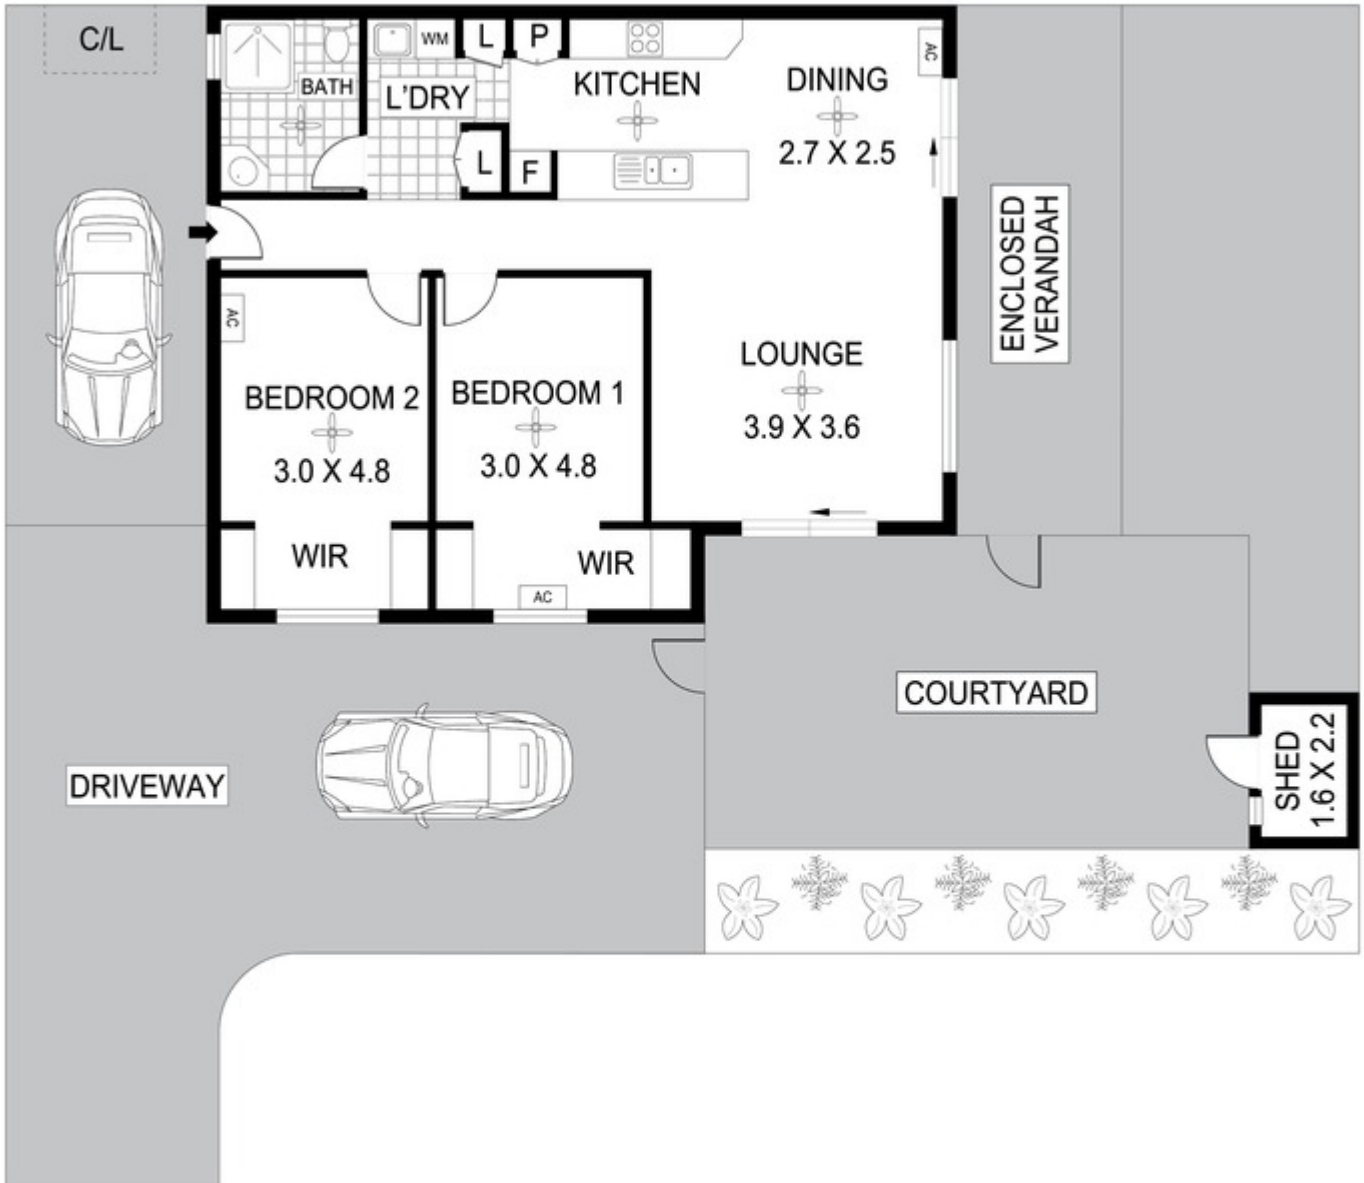 C/L
BATH
L'DRY
WM
L
P
L
F
KITCHEN
DINING
2.7 X 2.5
AC
ENCLOSED
VERANDAH
AC
BEDROOM 2
3.0 X 4.8
BEDROOM 1
3.0 X 4.8
LOUNGE
3.9 X 3.6
WIR
WIR
AC
COURTYARD
DRIVEWAY
SHED
1.6 X 2.2